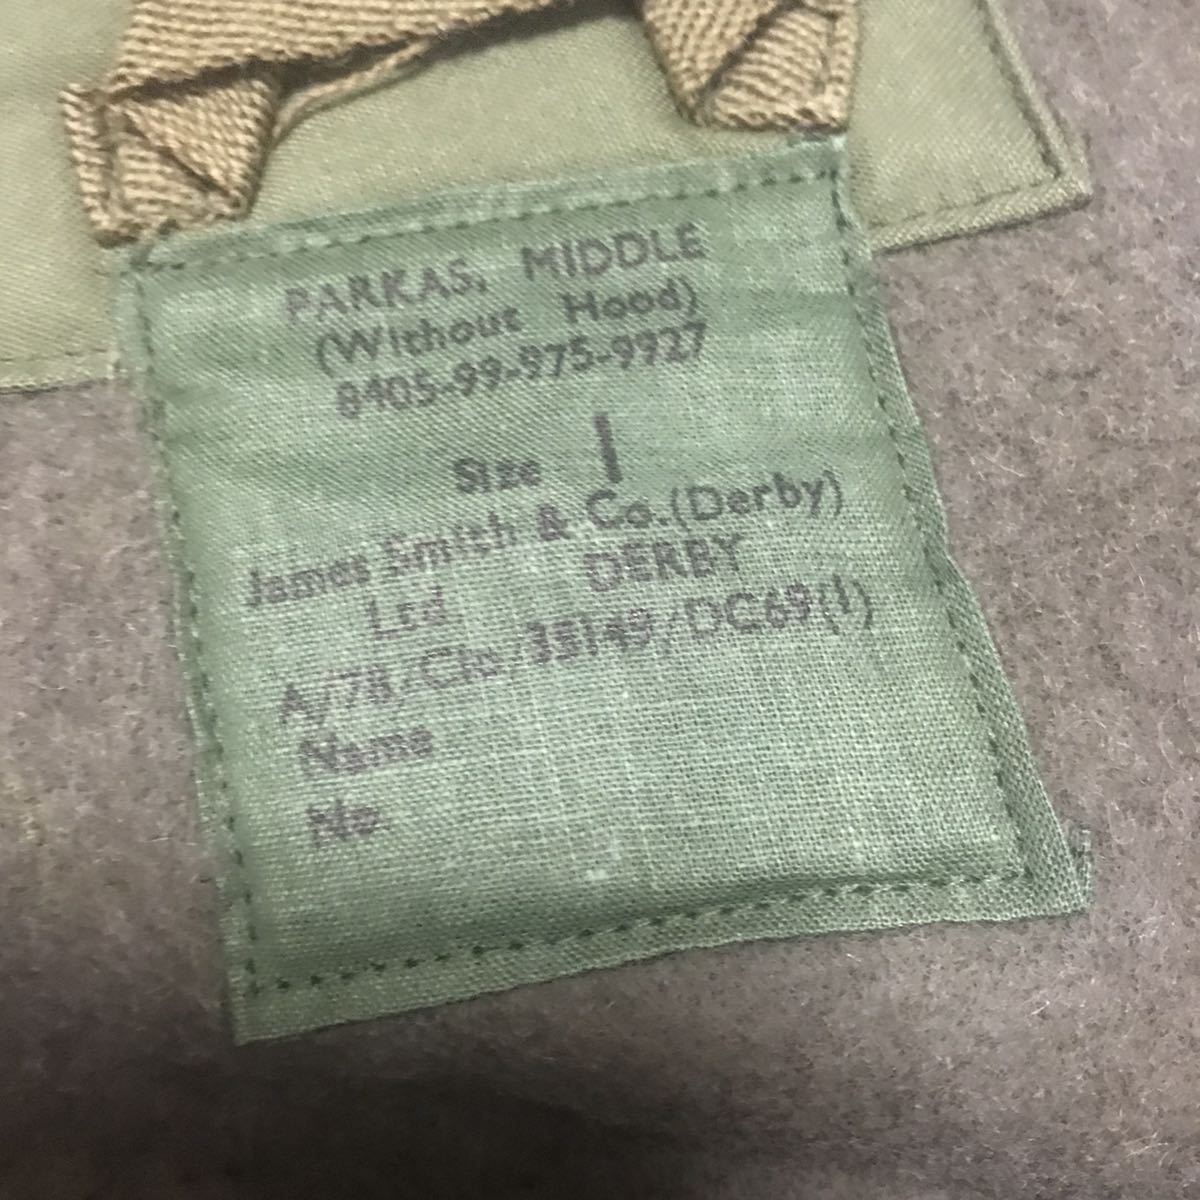 PARKAS, MIDDLE
(Without Hood)
8405-99-975-9927
Size 1
James Smith & Co.(Derby)
Ltd DERBY
A/78/Clo/35149/DC69(1)
Name
No.